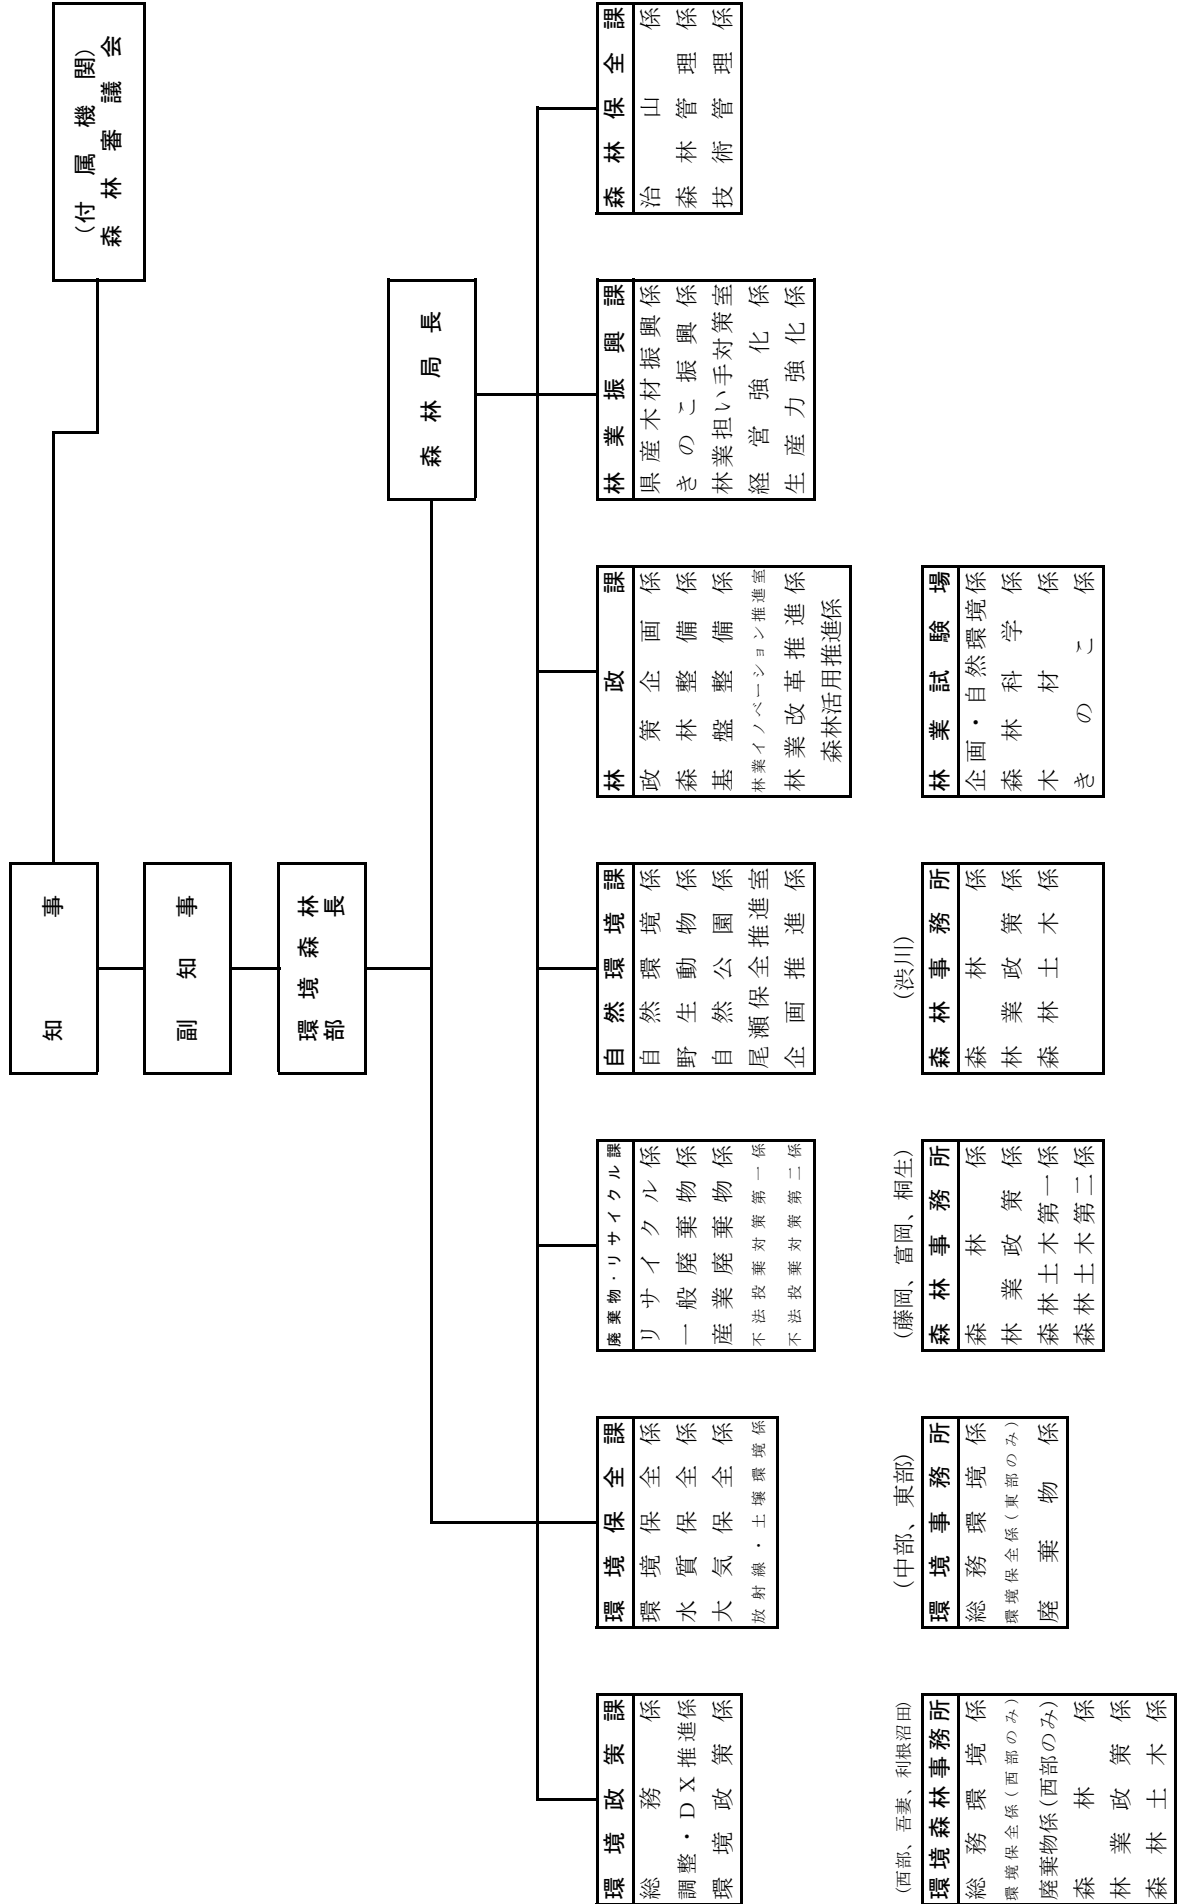 知事
(付属機関)
森林審議会
副知事
環境森林
部長
森林局長
環境政策課
総務係
調整・DX推進係
環境政策係
環境保全課
環境保全係
水質保全係
大気保全係
放射線・土壌環境係
廃棄物・リサイクル課
リサイクル係
一般廃棄物係
産業廃棄物係
不法投棄対策第一係
不法投棄対策第二係
自然環境課
自然環境係
野生動物係
自然公園係
尾瀬保全推進室
企画推進係
林政課
政策企画係
森林整備係
基盤整備係
林業イノベーション推進室
林業改革推進係
森林活用推進係
林業振興課
県産木材振興係
きのこ振興係
林業担い手対策室
経営強化係
生産力強化係
森林保全課
治山係
森林管理係
技術管理係
(西部、吾妻、利根沼田)
環境森林事務所
総務環境係
環境保全係(西部のみ)
廃棄物係(西部のみ)
森林係
林業政策係
森林土木係
(中部、東部)
環境事務所
総務環境係
環境保全係(東部のみ)
廃棄物係
(藤岡、富岡、桐生)
森林事務所
森林係
林業政策係
森林土木第一係
森林土木第二係
(渋川)
森林事務所
森林係
林業政策係
森林土木係
林業試験場
企画・自然環境係
森林科学係
木材係
きのこ係